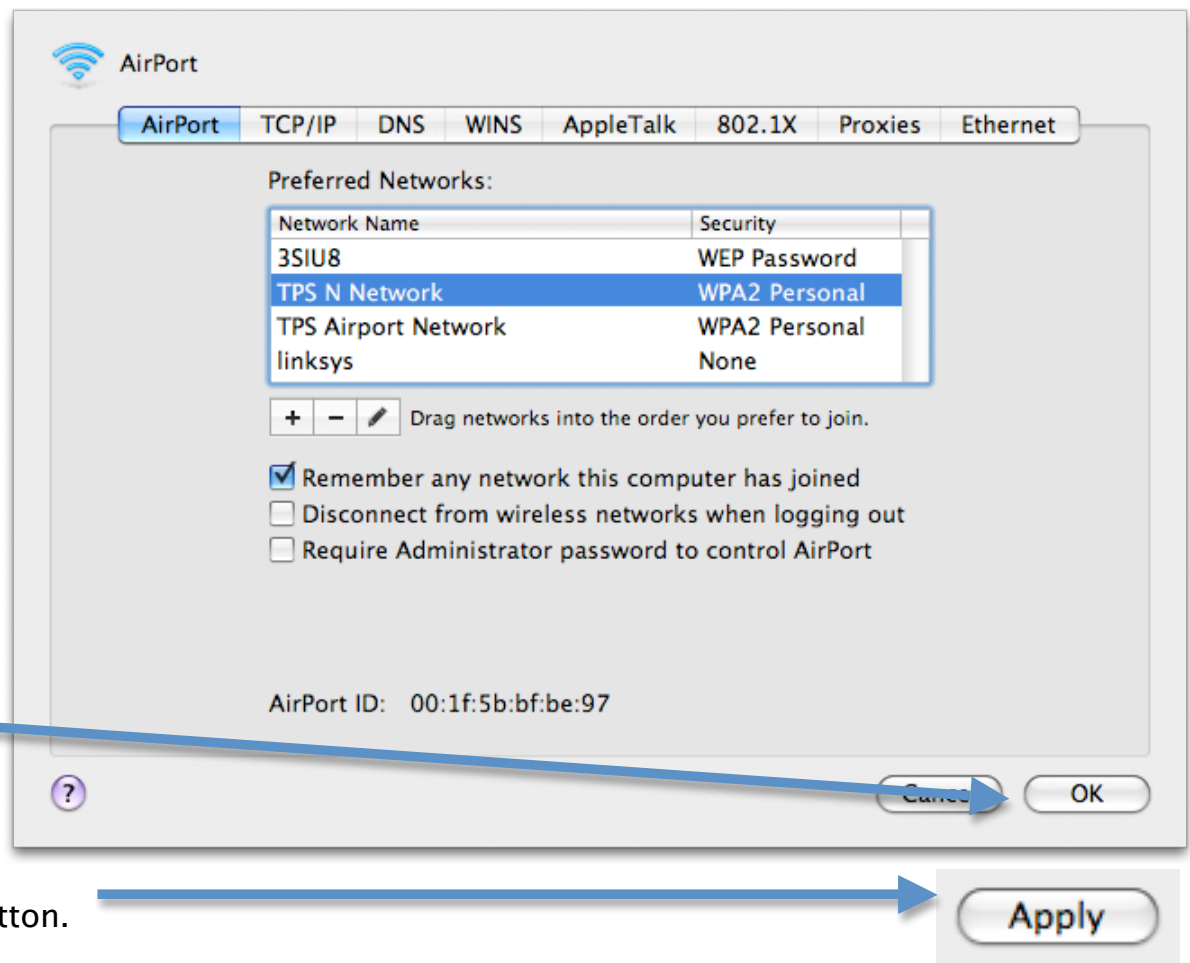 AirPort
AirPort TCP/IP DNS WINS AppleTalk 802.1X Proxies Ethernet
Preferred Networks:
Network Name Security
3SIU8 WEP Password
TPS N Network WPA2 Personal
TPS Airport Network WPA2 Personal
linksys None
+ − Drag networks into the order you prefer to join.
Remember any network this computer has joined
Disconnect from wireless networks when logging out
Require Administrator password to control AirPort
AirPort ID: 00:1f:5b:bf:be:97
? OK
tton. Apply